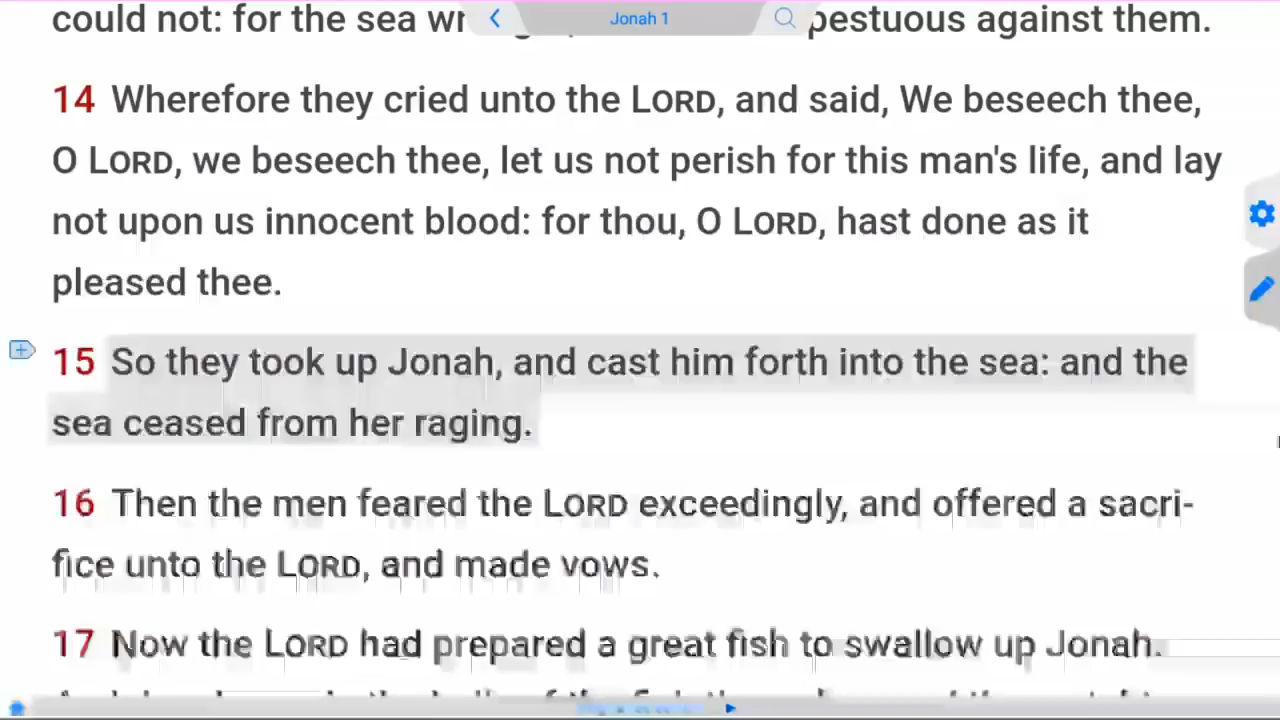 could not: for the sea pestuous against them.
Jonah 1
14 Wherefore they cried unto the LORD, and said, We beseech thee,
O LORD, we beseech thee, let us not perish for this man's life, and lay
not upon us innocent blood: for thou, O LORD, hast done as it
pleased thee.
15 So they took up Jonah, and cast him forth into the sea: and the
sea ceased from her raging.
16 Then the men feared the LORD exceedingly, and offered a sacri-
fice unto the LORD, and made vows.
17 Now the LORD had prepared a great fish to swallow up Jonah.